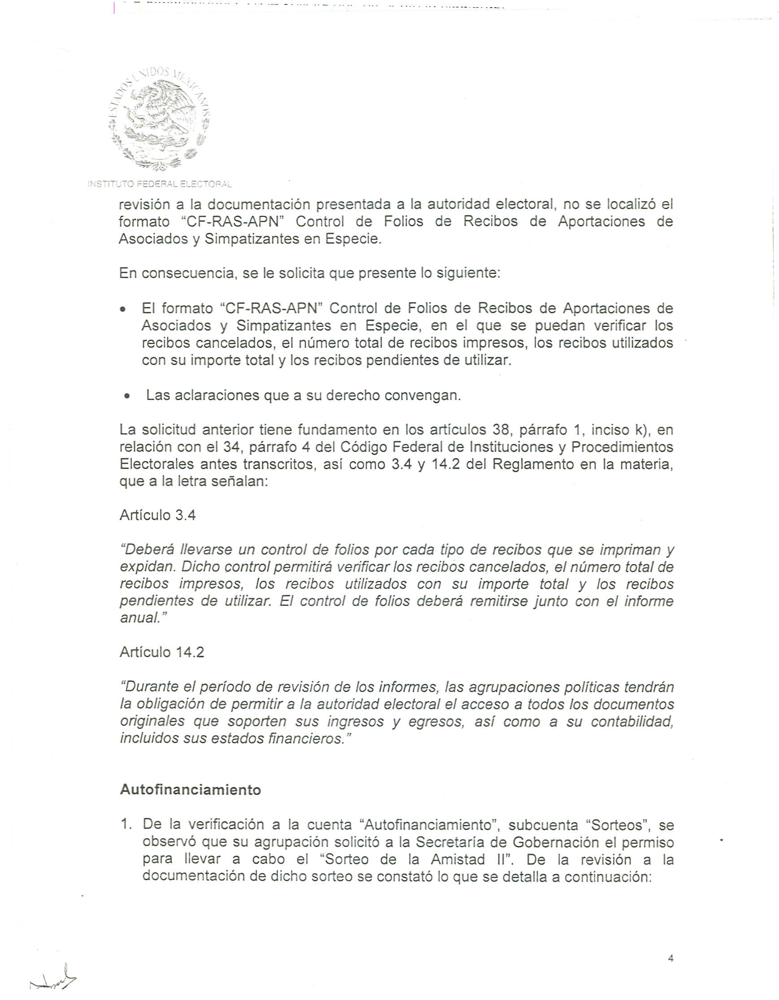 ESTADOS UNIDOS MEXICANOS
INSTITUTO FEDERAL ELECTORAL
revisión a la documentación presentada a la autoridad electoral, no se localizó el
formato “CF-RAS-APN” Control de Folios de Recibos de Aportaciones de
Asociados y Simpatizantes en Especie.
En consecuencia, se le solicita que presente lo siguiente:
• El formato “CF-RAS-APN” Control de Folios de Recibos de Aportaciones de
Asociados y Simpatizantes en Especie, en el que se puedan verificar los
recibos cancelados, el número total de recibos impresos, los recibos utilizados
con su importe total y los recibos pendientes de utilizar.
• Las aclaraciones que a su derecho convengan.
La solicitud anterior tiene fundamento en los artículos 38, párrafo 1, inciso k), en
relación con el 34, párrafo 4 del Código Federal de Instituciones y Procedimientos
Electorales antes transcritos, así como 3.4 y 14.2 del Reglamento en la materia,
que a la letra señalan:
Artículo 3.4
“Deberá llevarse un control de folios por cada tipo de recibos que se impriman y
expidan. Dicho control permitirá verificar los recibos cancelados, el número total de
recibos impresos, los recibos utilizados con su importe total y los recibos
pendientes de utilizar. El control de folios deberá remitirse junto con el informe
anual.”
Artículo 14.2
“Durante el período de revisión de los informes, las agrupaciones políticas tendrán
la obligación de permitir a la autoridad electoral el acceso a todos los documentos
originales que soporten sus ingresos y egresos, así como a su contabilidad,
incluidos sus estados financieros.”
Autofinanciamiento
1. De la verificación a la cuenta “Autofinanciamiento”, subcuenta “Sorteos”, se
observó que su agrupación solicitó a la Secretaría de Gobernación el permiso
para llevar a cabo el “Sorteo de la Amistad II”. De la revisión a la
documentación de dicho sorteo se constató lo que se detalla a continuación:
4